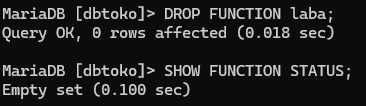 MariaDB [dbtoko]> DROP FUNCTION laba;
Query OK, 0 rows affected (0.018 sec)
MariaDB [dbtoko]> SHOW FUNCTION STATUS;
Empty set (0.100 sec)